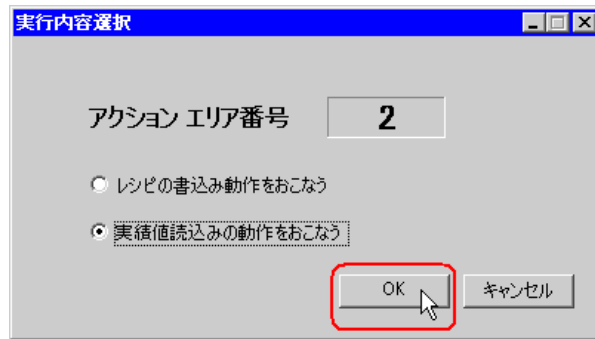 実行内容選択
アクション エリア番号 2
レシピの書込み動作をおこなう
実績値読込みの動作をおこなう
OK キャンセル